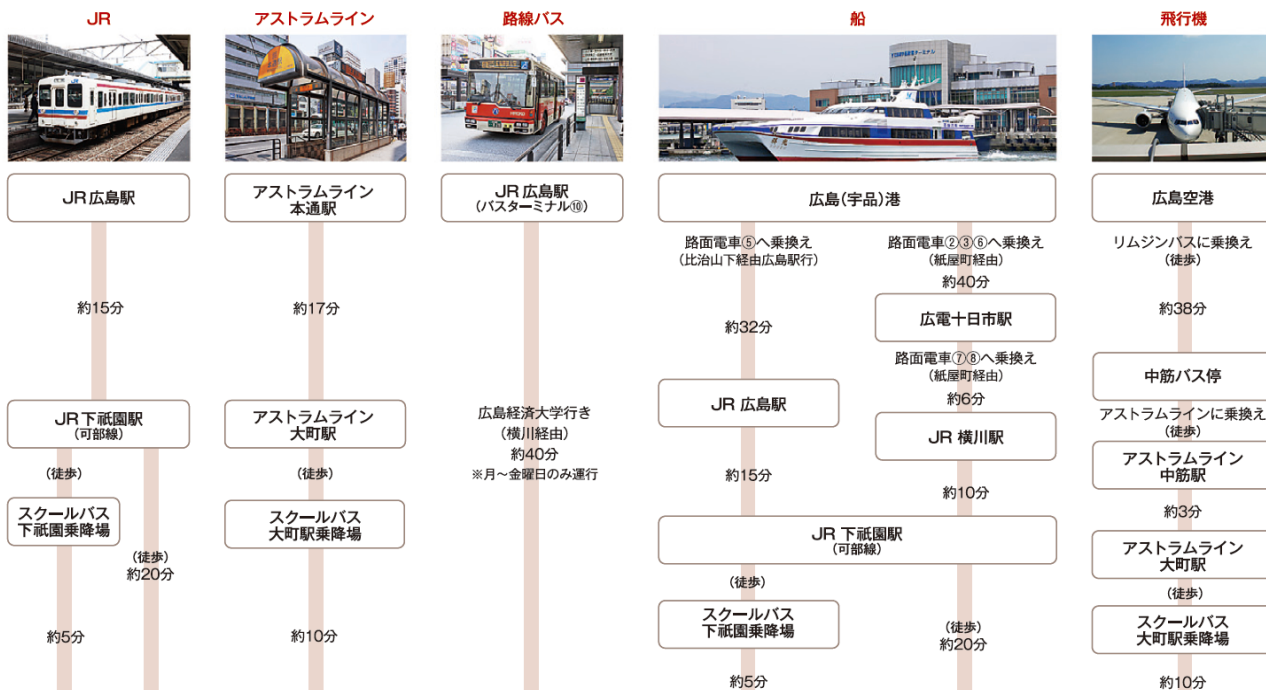 JR
JR広島駅
約15分
JR下祇園駅
(可部線)
(徒歩)
スクールバス
下祇園乗降場
約5分
(徒歩)
約20分
アストラムライン
アストラムライン
本通駅
約17分
アストラムライン
大町駅
(徒歩)
スクールバス
大町駅乗降場
約10分
路線バス
JR広島駅
(バスターミナル⑩)
広島経済大学行き
(横川経由)
約40分
※月〜金曜日のみ運行
船
広島(宇品)港
路面電車⑤へ乗換え
(比治山下経由広島駅行)
約32分
JR 広島駅
約15分
路面電車②③⑥へ乗換え
(紙屋町経由)
約40分
広電十日市駅
路面電車⑦⑧へ乗換え
(紙屋町経由)
約6分
JR 横川駅
約10分
JR 下祇園駅
(可部線)
(徒歩)
スクールバス
下祇園乗降場
約5分
(徒歩)
約20分
飛行機
広島空港
リムジンバスに乗換え
(徒歩)
約38分
中筋バス停
アストラムラインに乗換え
(徒歩)
アストラムライン
中筋駅
約3分
アストラムライン
大町駅
(徒歩)
スクールバス
大町駅乗降場
約10分